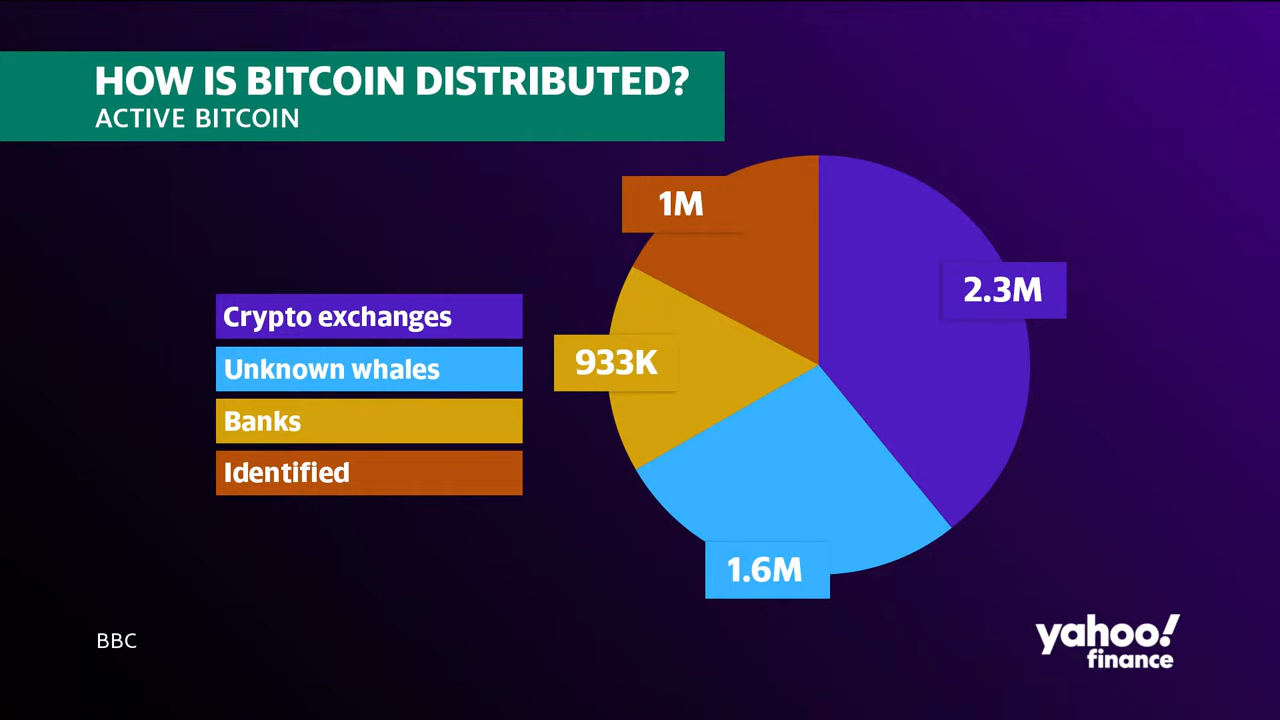 HOW IS BITCOIN DISTRIBUTED?
ACTIVE BITCOIN
1M
2.3M
933K
1.6M
Crypto exchanges
Unknown whales
Banks
Identified
BBC
yahoo!
finance